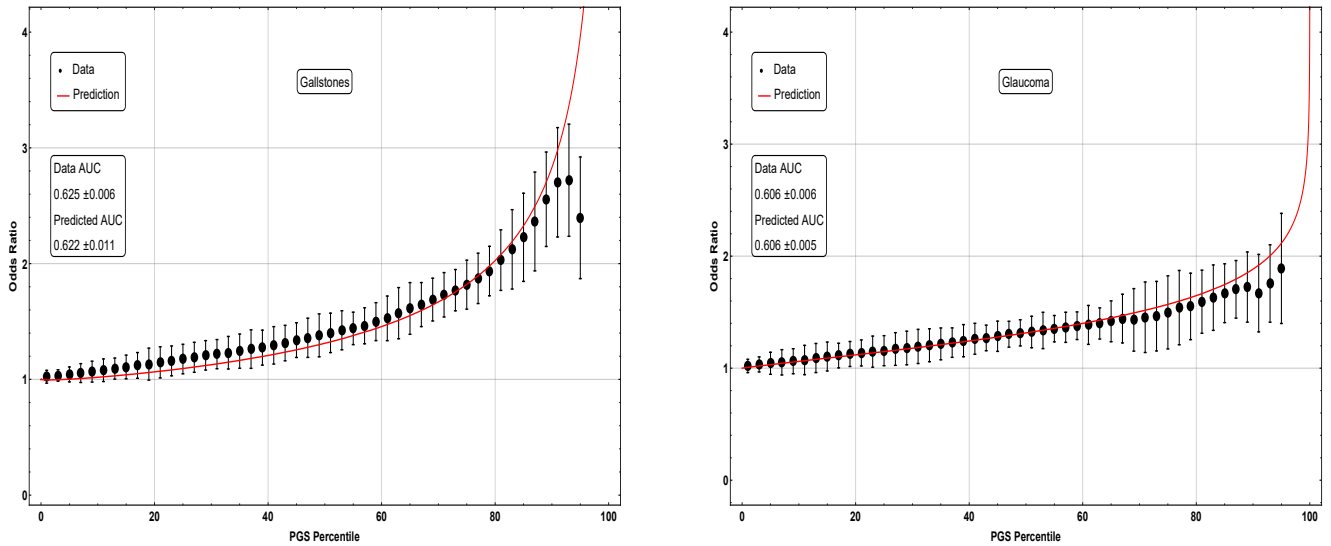 4
3
2
1
0
Odds Ratio
Data
Prediction
Gallstones
Data AUC
0.625 ±0.006
Predicted AUC
0.622 ±0.011
0 20 40 60 80 100
PGS Percentile
4
3
2
1
0
Odds Ratio
Data
Prediction
Glaucoma
Data AUC
0.606 ±0.006
Predicted AUC
0.606 ±0.005
0 20 40 60 80 100
PGS Percentile